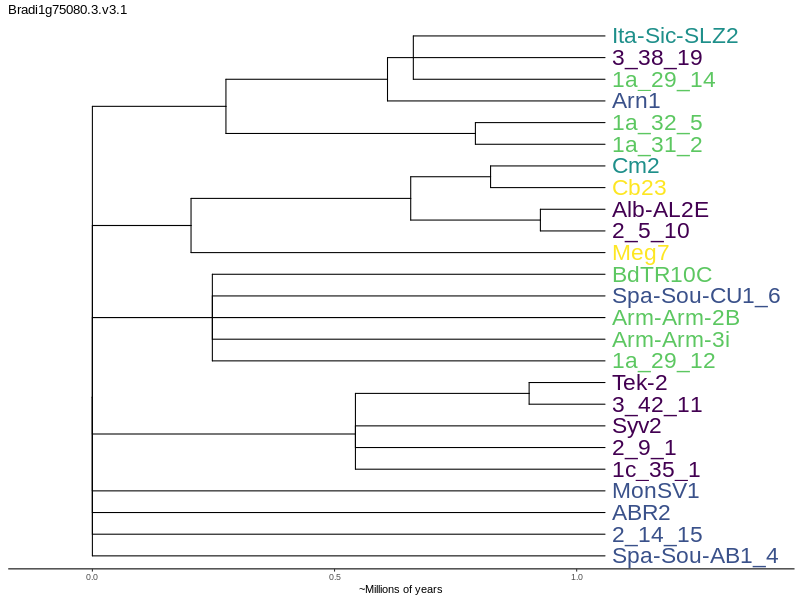 Bradi1g75080.3.v3.1
Ita-Sic-SLZ2
3_38_19
1a_29_14
Arn1
1a_32_5
1a_31_2
Cm2
Cb23
Alb-AL2E
2_5_10
Meg7
BdTR10C
Spa-Sou-CU1_6
Arm-Arm-2B
Arm-Arm-3i
1a_29_12
Tek-2
3_42_11
Syv2
2_9_1
1c_35_1
MonSV1
ABR2
2_14_15
Spa-Sou-AB1_4
0.0 0.5 1.0
~Millions of years